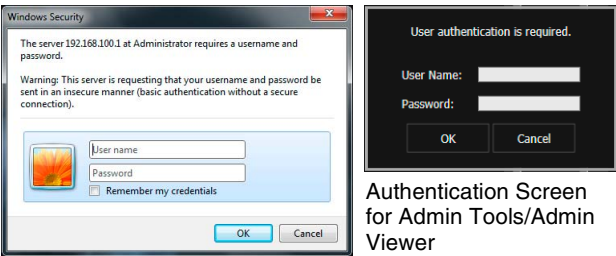 Windows Security
The server 192.168.100.1 at Administrator requires a username and
password.
Warning: This server is requesting that your username and password be
sent in an insecure manner (basic authentication without a secure
connection).
User name
Password
Remember my credentials
OK Cancel
User authentication is required.
User Name:
Password:
OK Cancel
Authentication Screen
for Admin Tools/Admin
Viewer